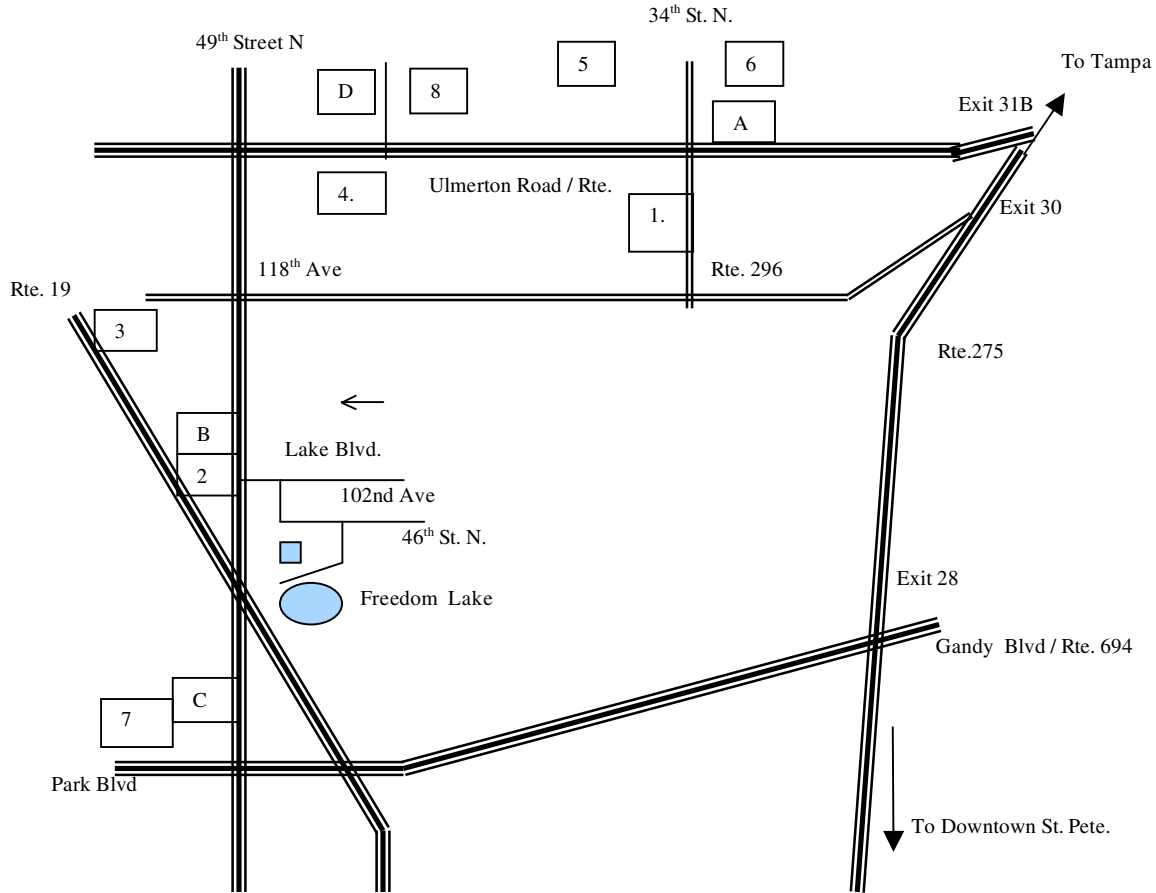 34th St. N.
49th Street N
5
6
To Tampa
D
8
Exit 31B
A
Ulmerton Road / Rte.
4.
1.
Exit 30
118th Ave
Rte. 296
Rte. 19
3
Rte.275
B
Lake Blvd.
2
102nd Ave
46th St. N.
Exit 28
Freedom Lake
Gandy Blvd / Rte. 694
C
7
Park Blvd
To Downtown St. Pete.